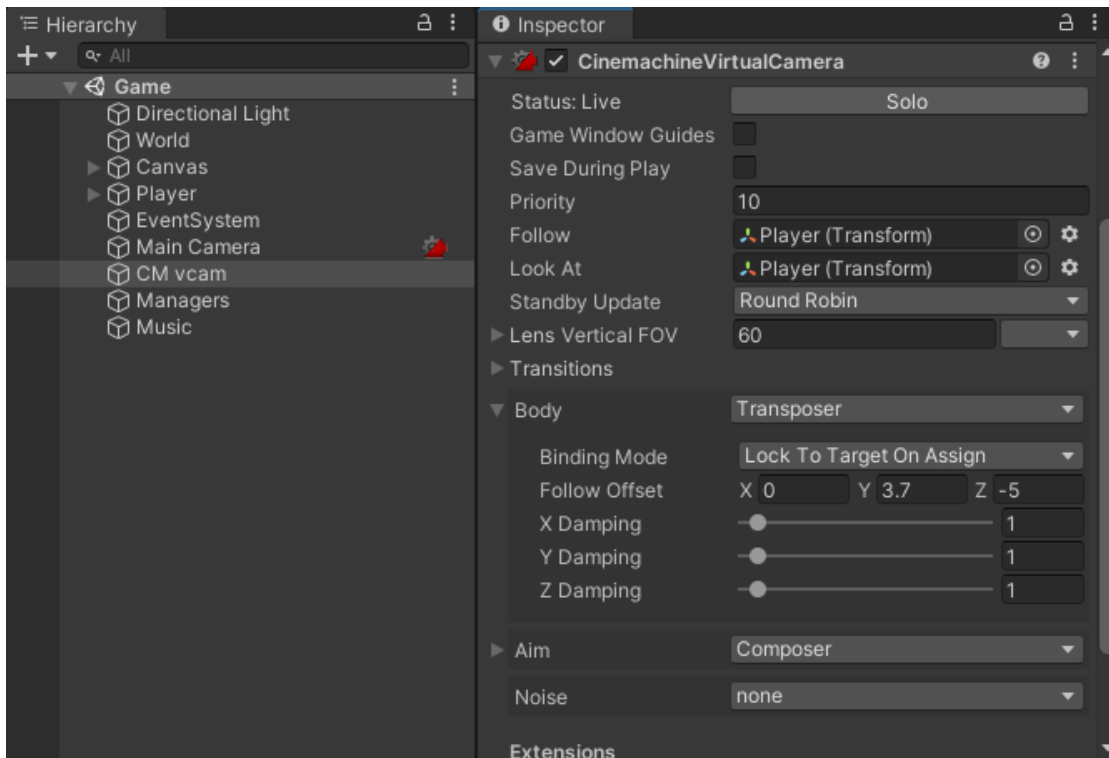 Hierarchy
All
Game
Directional Light
World
Canvas
Player
EventSystem
Main Camera
CM vcam
Managers
Music
Inspector
CinemachineVirtualCamera
Status: Live
Solo
Game Window Guides
Save During Play
Priority
10
Follow
Player (Transform)
Look At
Player (Transform)
Standby Update
Round Robin
Lens Vertical FOV
60
Transitions
Body
Transposer
Binding Mode
Lock To Target On Assign
Follow Offset
X 0 Y 3.7 Z -5
X Damping
1
Y Damping
1
Z Damping
1
Aim
Composer
Noise
none
Extensions